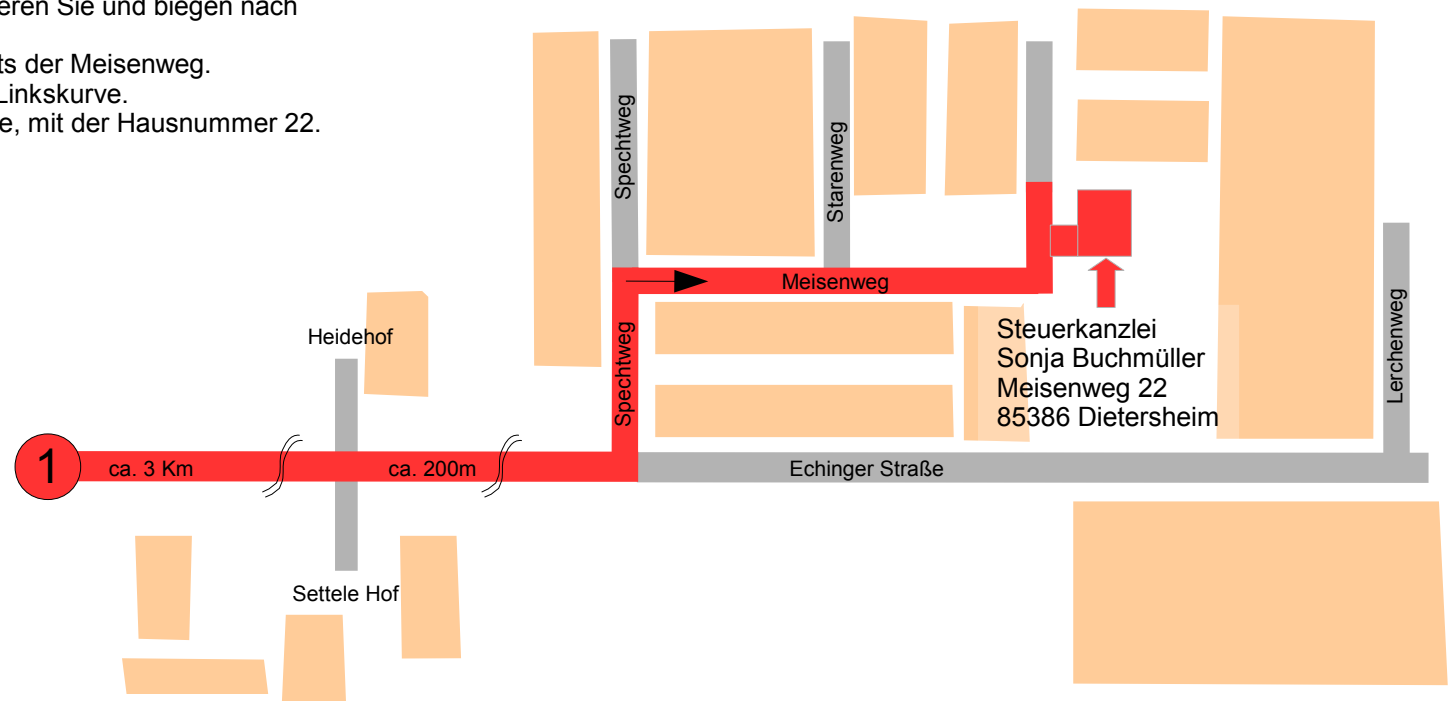 eren Sie und biegen nach
ts der Meisenweg.
Linkskurve.
e, mit der Hausnummer 22.
Spechtweg
Starenweg
Meisenweg
Heidehof
Spechtweg
Steuerkanzlei
Sonja Buchmüller
Meisenweg 22
85386 Dietersheim
Lerchenweg
1
ca. 3 Km
ca. 200m
Echinger Straße
Settele Hof